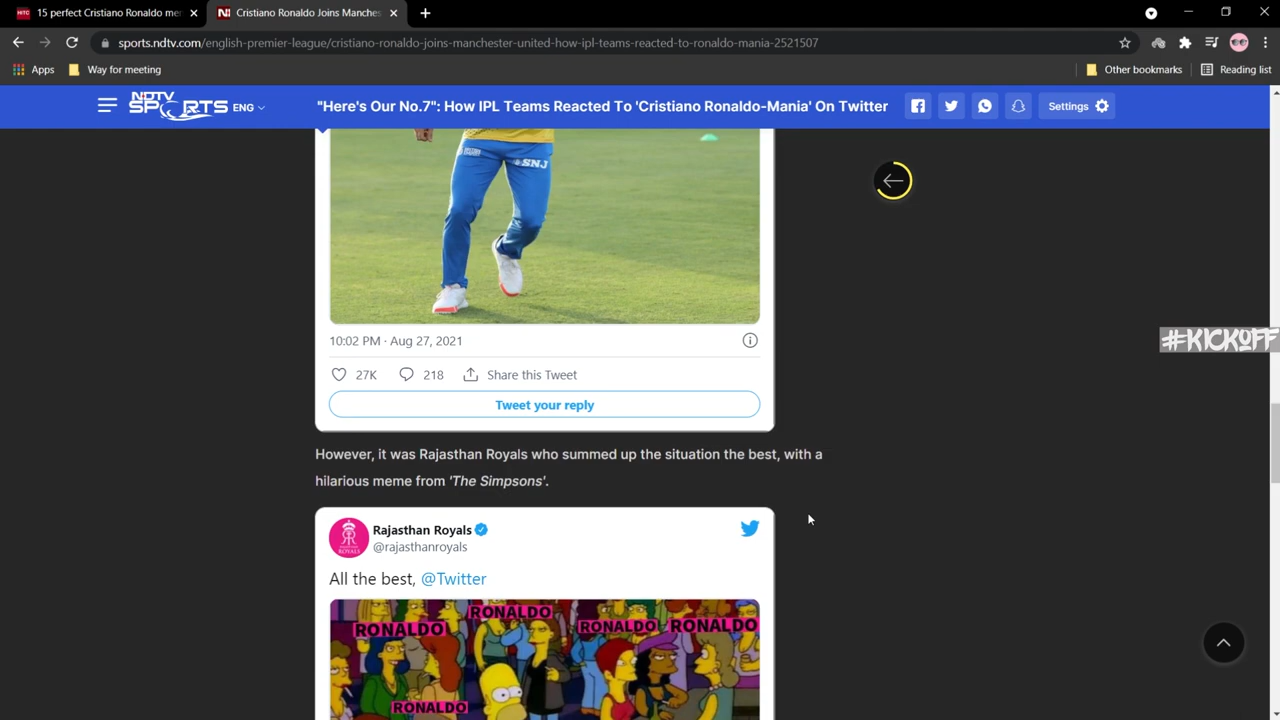 15 perfect Cristiano Ronaldo me
Cristiano Ronaldo Joins Manches
sports.ndtv.com/english-premier-league/cristiano-ronaldo-joins-manchester-united-how-ipl-teams-reacted-to-ronaldo-mania-2521507
Apps
Way for meeting
Other bookmarks
Reading list
NDTV
SPORTS
ENG
"Here's Our No.7": How IPL Teams Reacted To 'Cristiano Ronaldo-Mania' On Twitter
Settings
SNJ
#KICKOFF
10:02 PM · Aug 27, 2021
27K
218
Share this Tweet
Tweet your reply
However, it was Rajasthan Royals who summed up the situation the best, with a
hilarious meme from 'The Simpsons'.
Rajasthan Royals
@rajasthanroyals
All the best, @Twitter
RONALDO
RONALDO
RONALDO
RONALDO
RONALDO